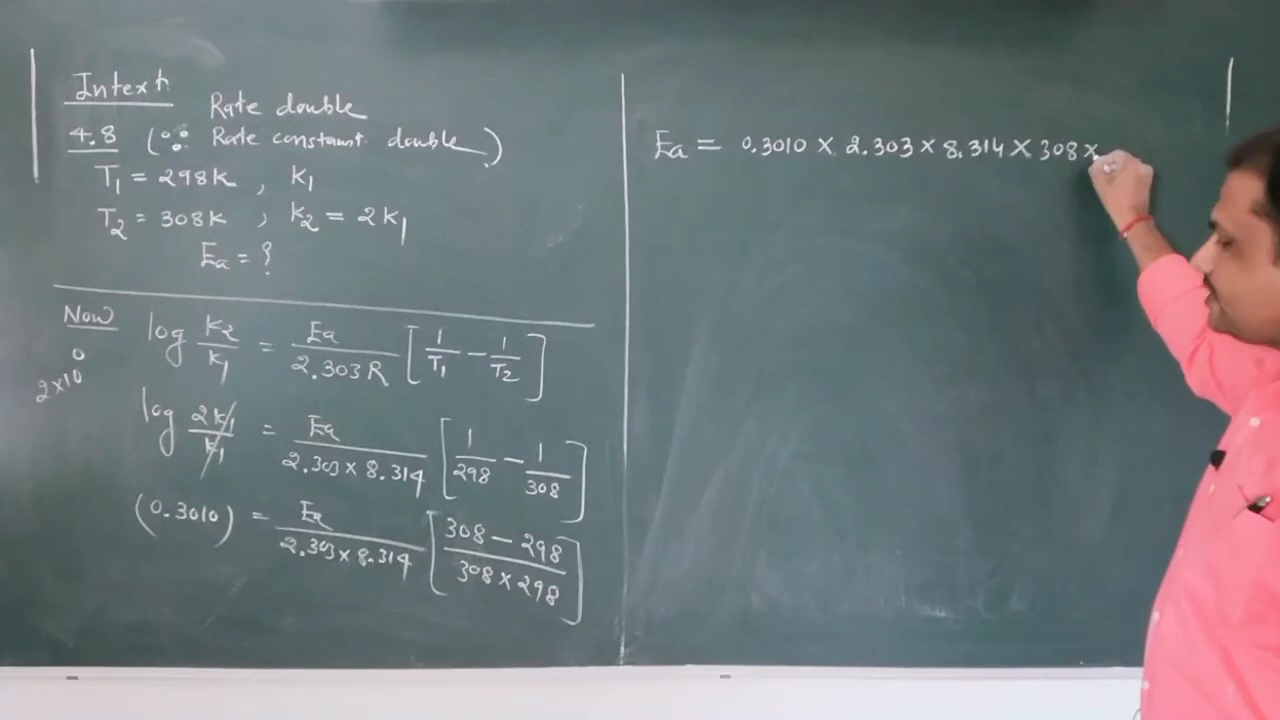 Intext
Rate double
4.8 (∵ Rate constant double)
T₁ = 298K , K₁
T₂ = 308K , K₂ = 2K₁
Ea = ?
Now log K₂/K₁ = Ea/2.303R [1/T₁ − 1/T₂]
2×10⁰
log 2K₁/K₁ = Ea/2.303×8.314 [1/298 − 1/308]
(0.3010) = Ea/2.303×8.314 [308 − 298/308×298]
Ea = 0.3010 × 2.303 × 8.314 × 308 ×